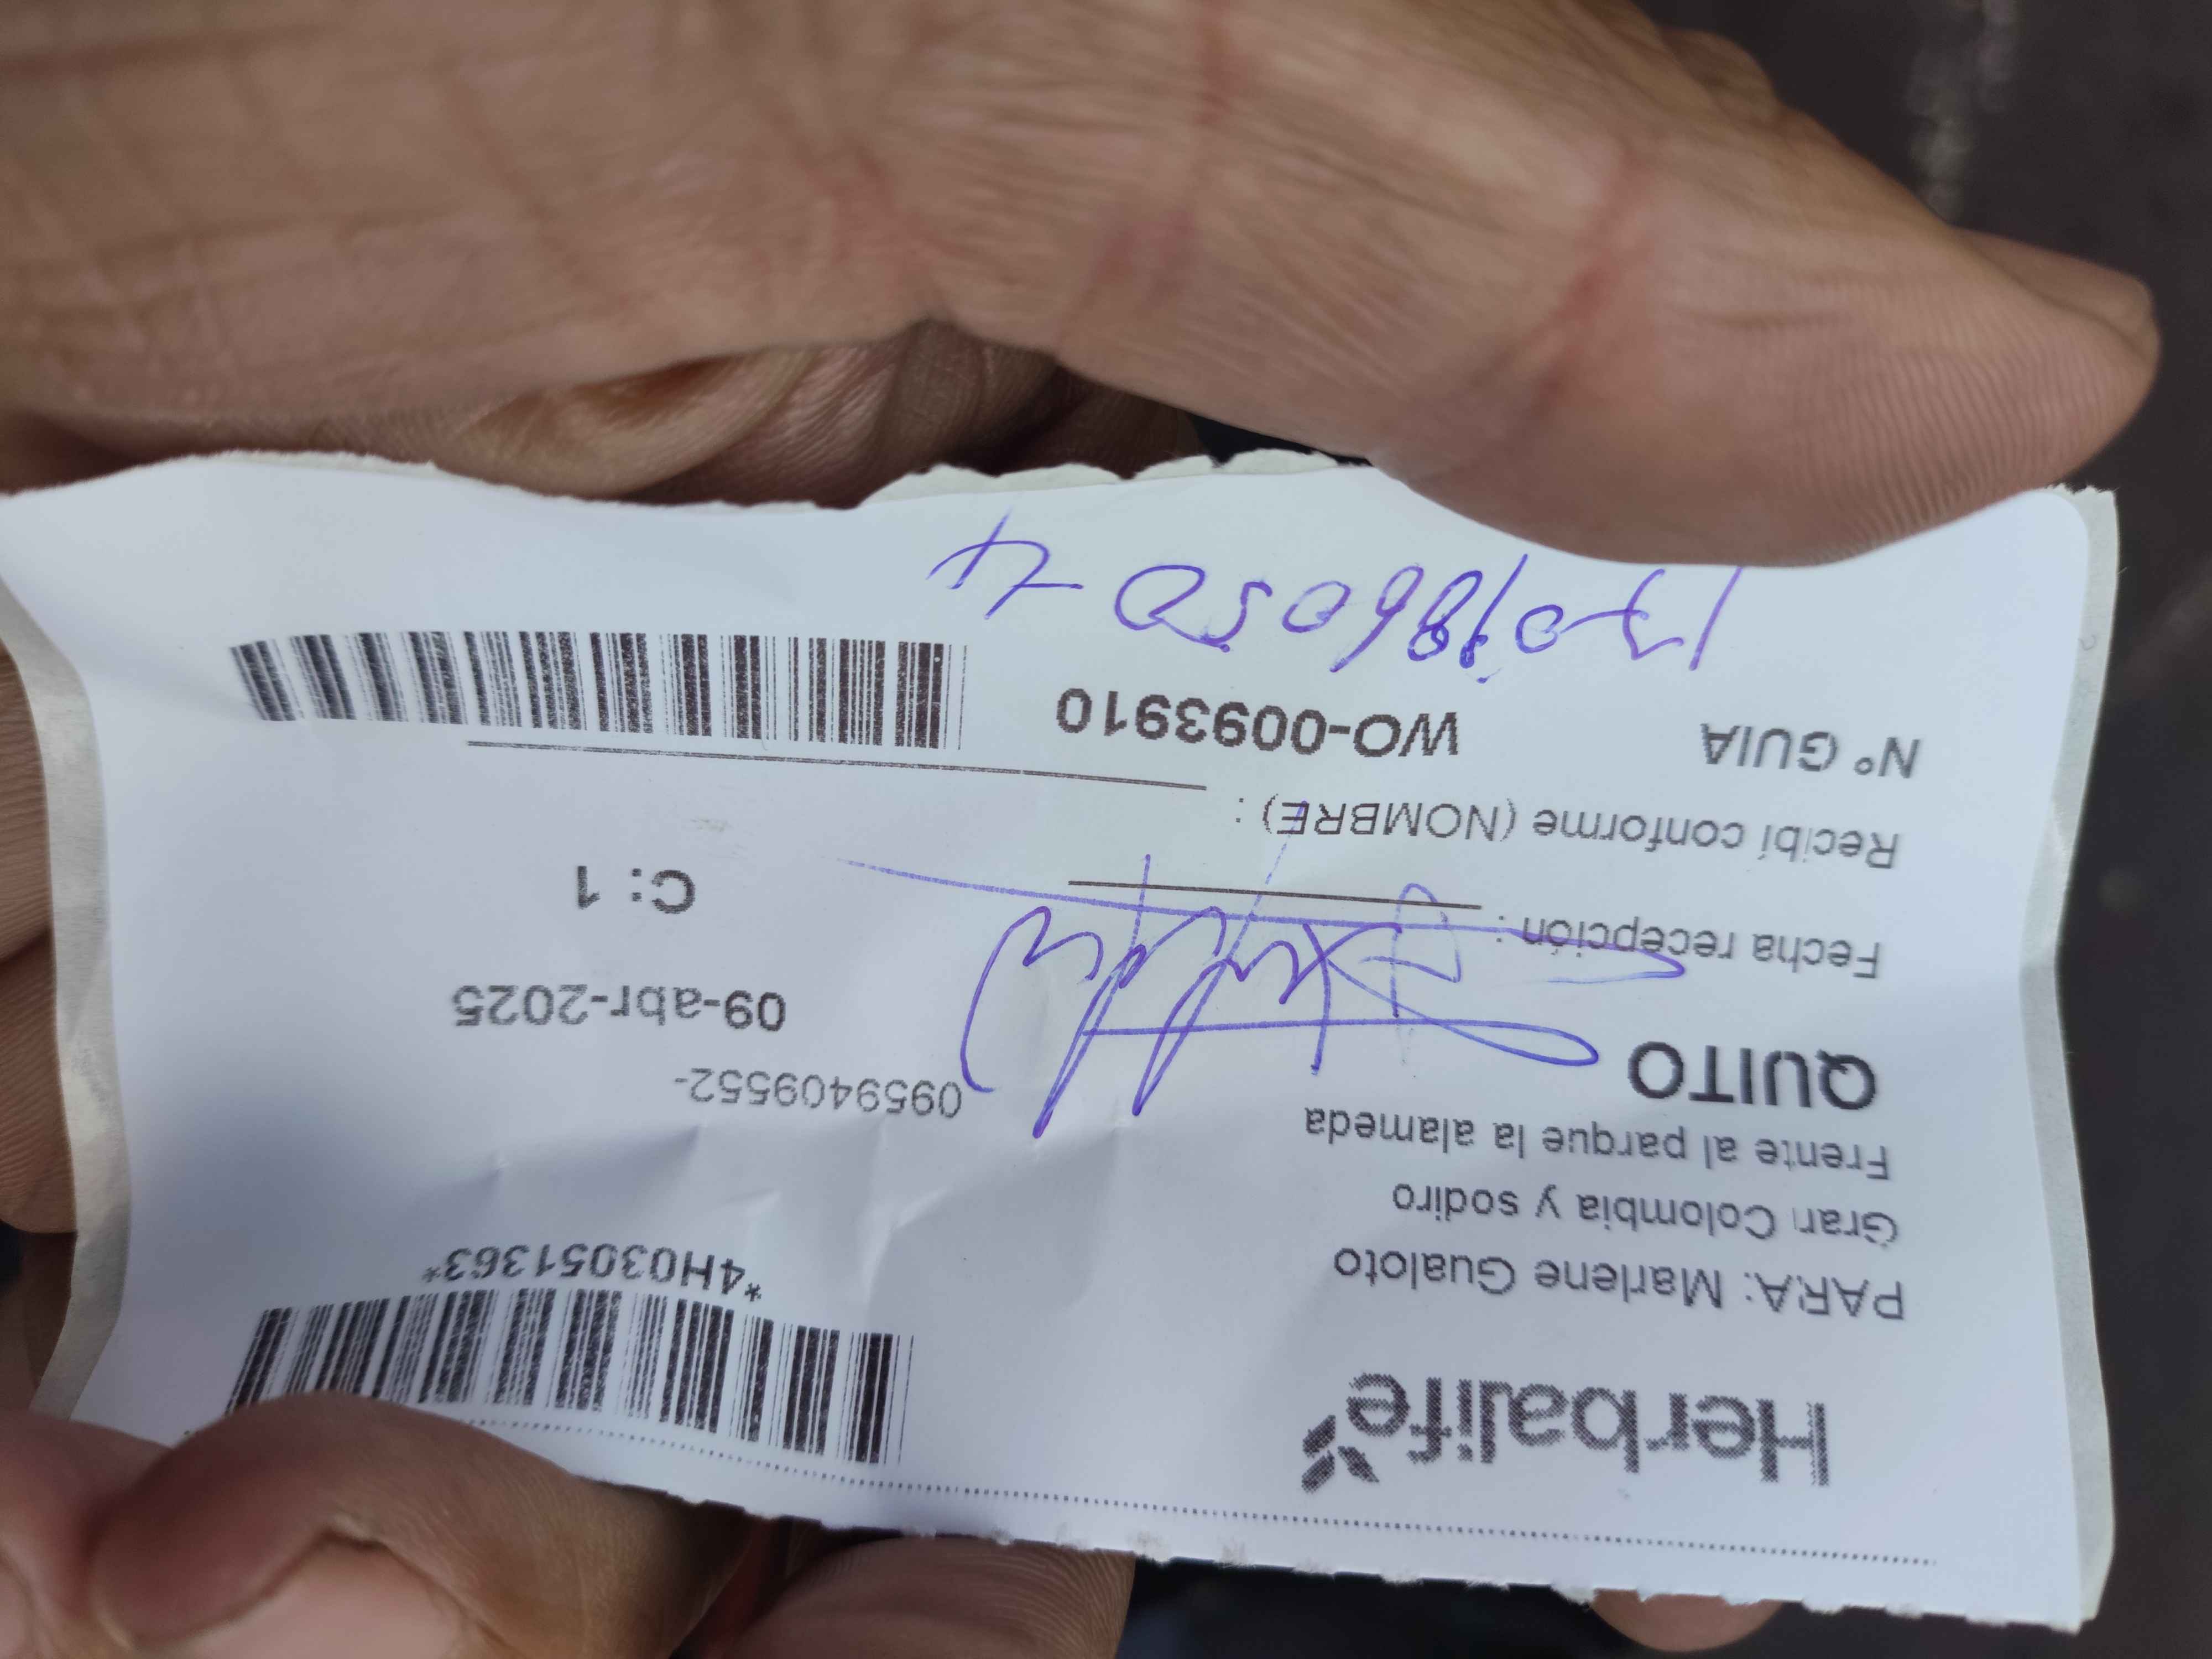 Herbalife
*4H03051363*
PARA: Marlene Gualoto
Gran Colombia y sodiro
Frente al parque la alameda
0959409552-
QUITO
09-abr-2025
Fecha recepción :
C: 1
Recibí conforme (NOMBRE) :
Nº GUIA WO-0093910